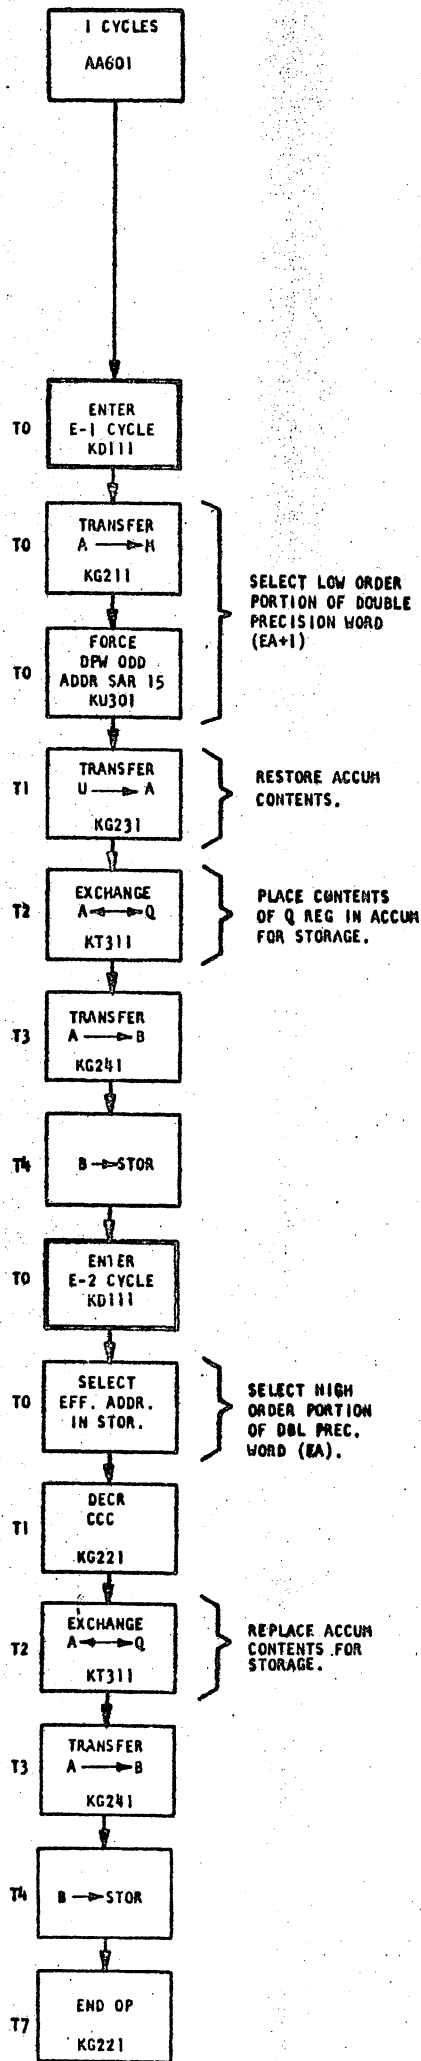 I CYCLES
AA601
T0
ENTER
E-1 CYCLE
KD111
T0
TRANSFER
A → M
KG211
SELECT LOW ORDER
PORTION OF DOUBLE
PRECISION WORD
(EA+1)
T0
FORCE
DPW ODD
ADDR SAR 15
KU301
T1
TRANSFER
U → A
KG231
RESTORE ACCUM
CONTENTS.
T2
EXCHANGE
A ↔ Q
KT311
PLACE CONTENTS
OF Q REG IN ACCUM
FOR STORAGE.
T3
TRANSFER
A → B
KG241
T4
B → STOR
T0
ENTER
E-2 CYCLE
KD111
T0
SELECT
EFF. ADDR.
IN STOR.
SELECT HIGH
ORDER PORTION
OF DBL PREC.
WORD (EA).
T1
DECR
CCC
KG221
T2
EXCHANGE
A ↔ Q
KT311
REPLACE ACCUM
CONTENTS FOR
STORAGE.
T3
TRANSFER
A → B
KG241
T4
B → STOR
T7
END OP
KG221